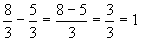 8/3 − 5/3 = (8 − 5)/3 = 3/3 = 1